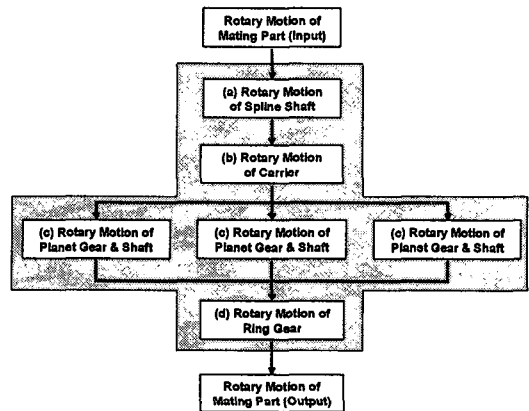 Rotary Motion of
Mating Part (Input)
(a) Rotary Motion
of Spline Shaft
(b) Rotary Motion
of Carrier
(c) Rotary Motion of
Planet Gear & Shaft
(c) Rotary Motion of
Planet Gear & Shaft
(c) Rotary Motion of
Planet Gear & Shaft
(d) Rotary Motion of
Ring Gear
Rotary Motion of
Mating Part (Output)